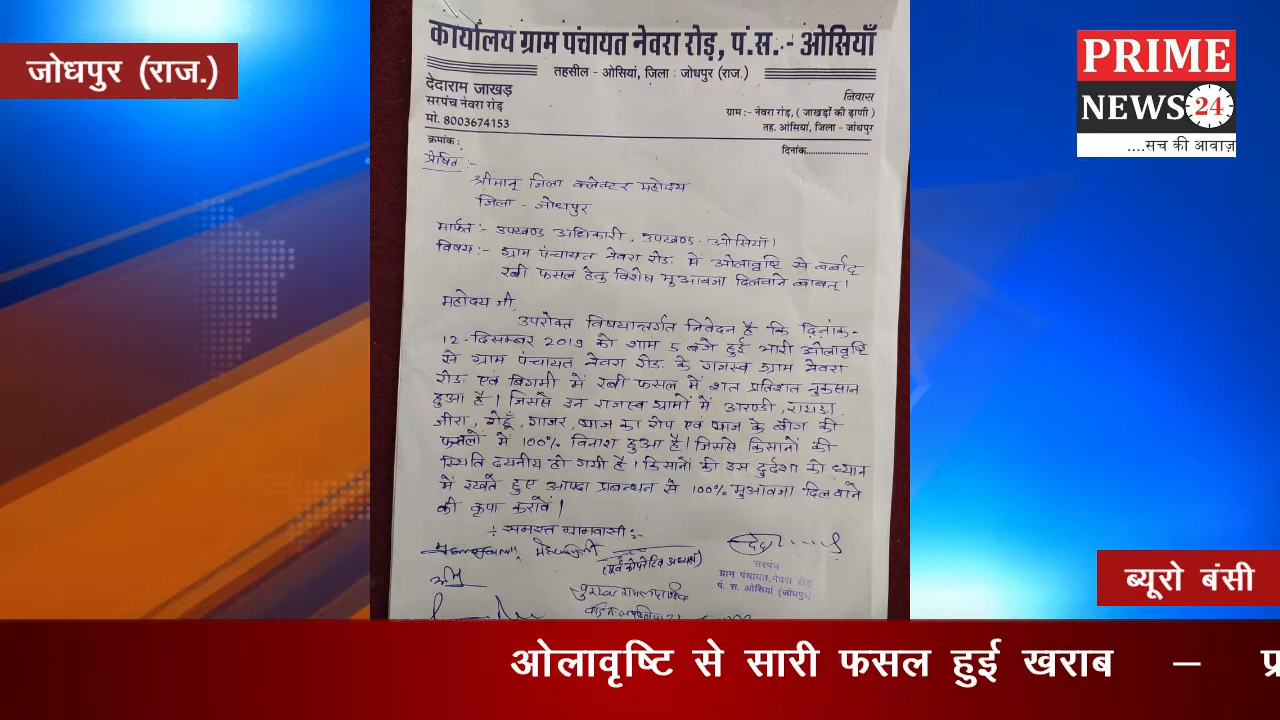 जोधपुर (राज.)
PRIME
NEWS 24
....सच की आवाज़
कार्यालय ग्राम पंचायत नेवरा रोड़, पं.स.- ओसियाँ
तहसील - ओसियां, जिला : जोधपुर (राज.)
देदाराम जाखड़
सरपंच नेवरा रोड़
मो. 8003674153
निवास
ग्राम :- नेवरा रोड़, ( जाखड़ों की ढ़ाणी )
तह. ओसियां, जिला - जोधपुर
क्रमांक :
दिनांक..........................
प्रेषित :-
श्रीमान् जिला कलेक्टर महोदय
जिला - जोधपुर
मार्फत :- उपखण्ड अधिकारी, उपखण्ड - ओसियाँ।
विषय :- ग्राम पंचायत नेवरा रोड. में ओलावृष्टि से बर्बाद
रबी फसल हेतु विशेष मुआवजा दिलवाने बाबत्।
महोदय जी,
उपरोक्त विषयान्तर्गत निवेदन है कि दिनांक-
12-दिसम्बर 2019 को शाम 5 बजे हुई भारी ओलावृष्टि
से ग्राम पंचायत नेवरा रोड के राजस्व ग्राम नेवरा
रोड एवं बिगमी में रबी फसल में शत प्रतिशत नुकसान
हुआ है। जिससे इन राजस्व ग्रामों में अरण्डी, रायड़ा,
जीरा, गेहूँ, गाजर, प्याज का रोप एवं प्याज के बीज की
फसलों में 100% विनाश हुआ है। जिससे किसानों की
स्थिति दयनीय हो गयी है। किसानों की इस दुर्दशा को ध्यान
में रखते हुए आपदा प्रबन्धन से 100% मुआवजा दिलवाने
की कृपा करावें।
समस्त ग्रामवासी :-
सरपंच
ग्राम पंचायत, नेवरा रोड
पं. स. ओसियां (जोधपुर)
ब्यूरो बंसी
ओलावृष्टि से सारी फसल हुई खराब –